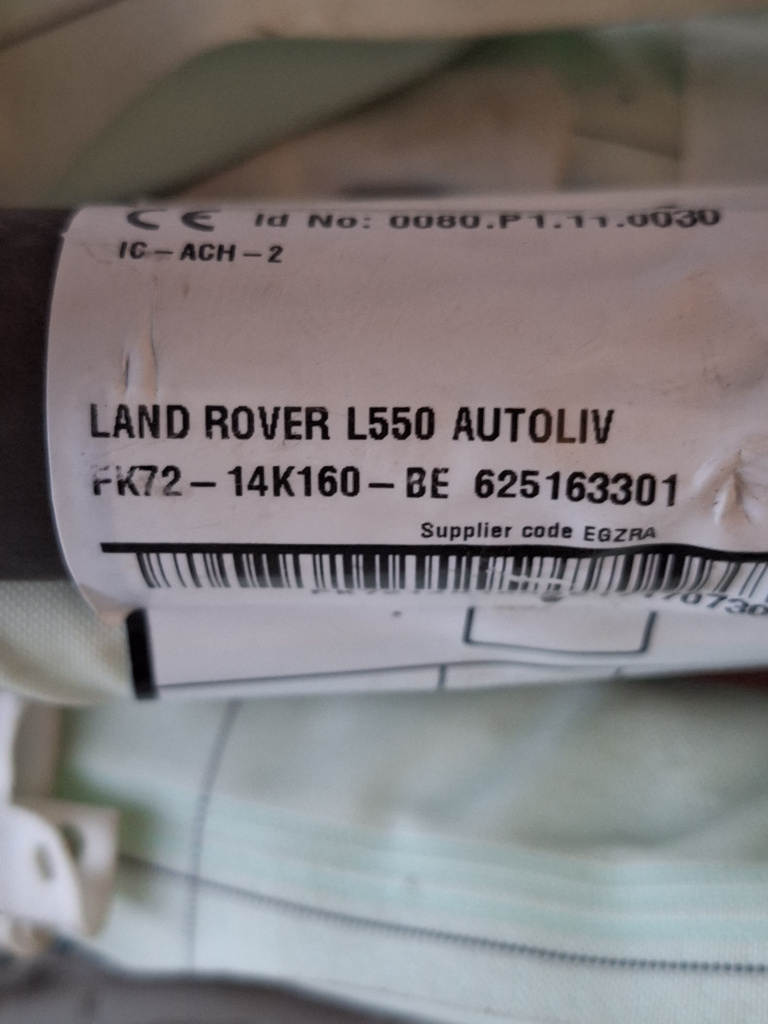 CE Id No: 0080.P1.11.0030
IC-ACH-2
LAND ROVER L550 AUTOLIV
FK72-14K160-BE 625163301
Supplier code EGZRA